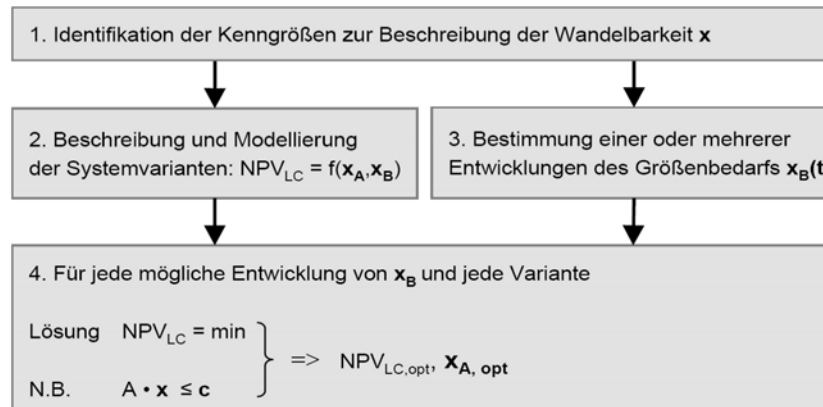 1. Identifikation der Kenngrößen zur Beschreibung der Wandelbarkeit x
2. Beschreibung und Modellierung
der Systemvarianten: NPV_LC = f(x_A,x_B)
3. Bestimmung einer oder mehrerer
Entwicklungen des Größenbedarfs x_B(t
4. Für jede mögliche Entwicklung von x_B und jede Variante
Lösung NPV_LC = min
=> NPV_LC,opt, x_A, opt
N.B. A • x ≤ c